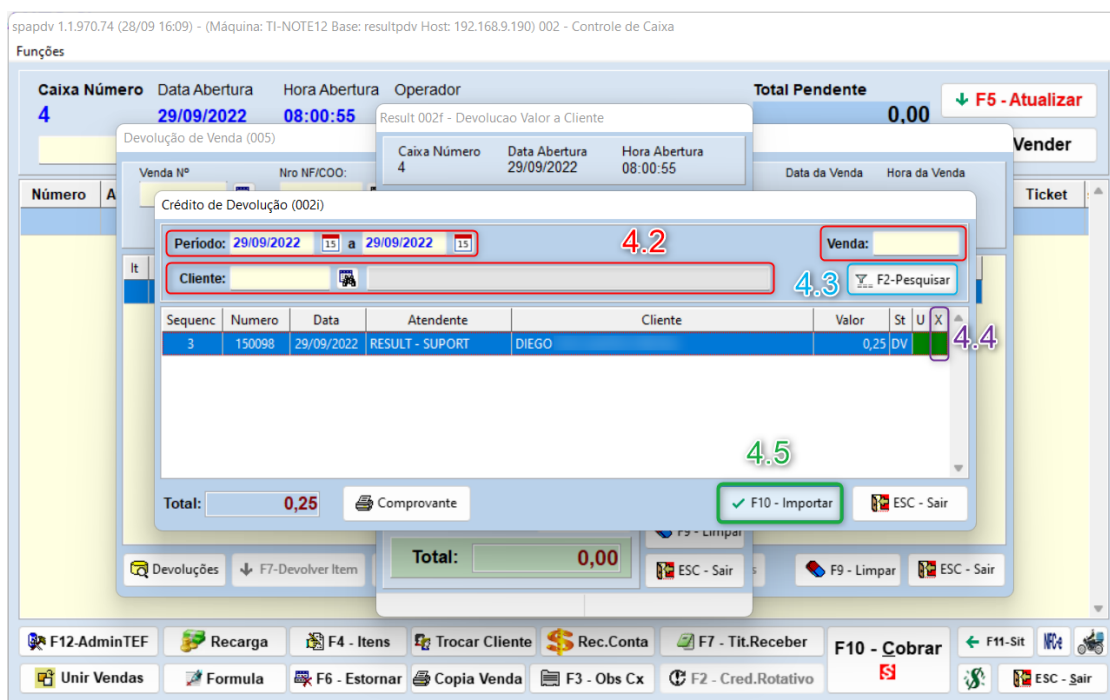 spapdv 1.1.970.74 (28/09 16:09) - (Máquina: TI-NOTE12 Base: resultpdv Host: 192.168.9.190) 002 - Controle de Caixa
Funções
Caixa Número Data Abertura Hora Abertura Operador Total Pendente
4 29/09/2022 08:00:55 0,00 F5 - Atualizar
Result 002f - Devolucao Valor a Cliente
Devolução de Venda (005)
Vender
Caixa Número Data Abertura Hora Abertura
4 29/09/2022 08:00:55
Venda Nº Nro NF/COO: Data da Venda Hora da Venda
Número A Ticket
Crédito de Devolução (002i)
Periodo: 29/09/2022 15 a 29/09/2022 15 4.2 Venda:
It Cliente: 4.3 F2-Pesquisar
Sequenc Numero Data Atendente Cliente Valor St U X
3 150098 29/09/2022 RESULT - SUPORT DIEGO 0,25 DV 4.4
4.5
Total: 0,25 Comprovante F10 - Importar ESC - Sair
F9 - Limpar
Total: 0,00 ESC - Sair
Devoluções F7-Devolver Item s F9 - Limpar ESC - Sair
F12-AdminTEF Recarga F4 - Itens Trocar Cliente Rec.Conta F7 - Tit.Receber F10 - Cobrar F11-Sit NFC-e
Unir Vendas Formula F6 - Estornar Copia Venda F3 - Obs Cx F2 - Cred.Rotativo S ESC - Sair